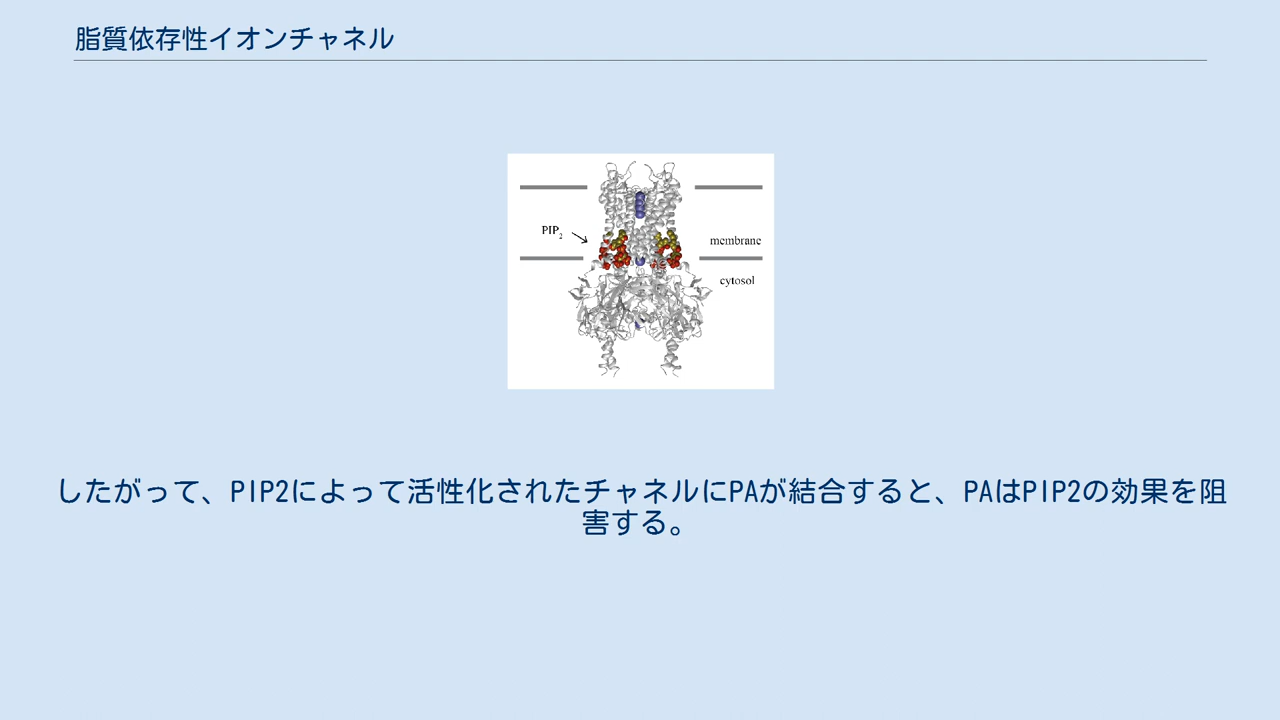 脂質依存性イオンチャネル
PIP2
membrane
cytosol
したがって、PIP2によって活性化されたチャネルにPAが結合すると、PAはPIP2の効果を阻
害する。